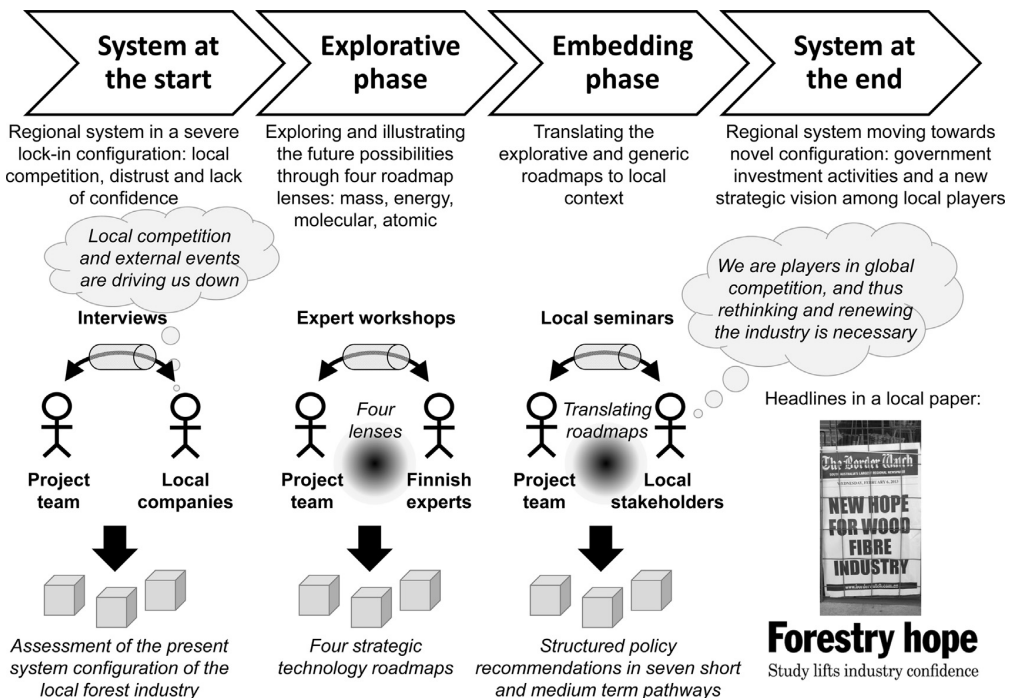 System at
the start
Explorative
phase
Embedding
phase
System at
the end
Regional system in a severe
lock-in configuration: local
competition, distrust and lack
of confidence
Exploring and illustrating
the future possibilities
through four roadmap
lenses: mass, energy,
molecular, atomic
Translating the
explorative and generic
roadmaps to local
context
Regional system moving towards
novel configuration: government
investment activities and a new
strategic vision among local players
Local competition
and external events
are driving us down
We are players in global
competition, and thus
rethinking and renewing
the industry is necessary
Interviews
Expert workshops
Local seminars
Four
lenses
Translating
roadmaps
Project
team
Local
companies
Project
team
Finnish
experts
Project
team
Local
stakeholders
Headlines in a local paper:
The Border Watch
NEW HOPE
FOR WOOD
FIBRE
INDUSTRY
Forestry hope
Study lifts industry confidence
Assessment of the present
system configuration of the
local forest industry
Four strategic
technology roadmaps
Structured policy
recommendations in seven short
and medium term pathways